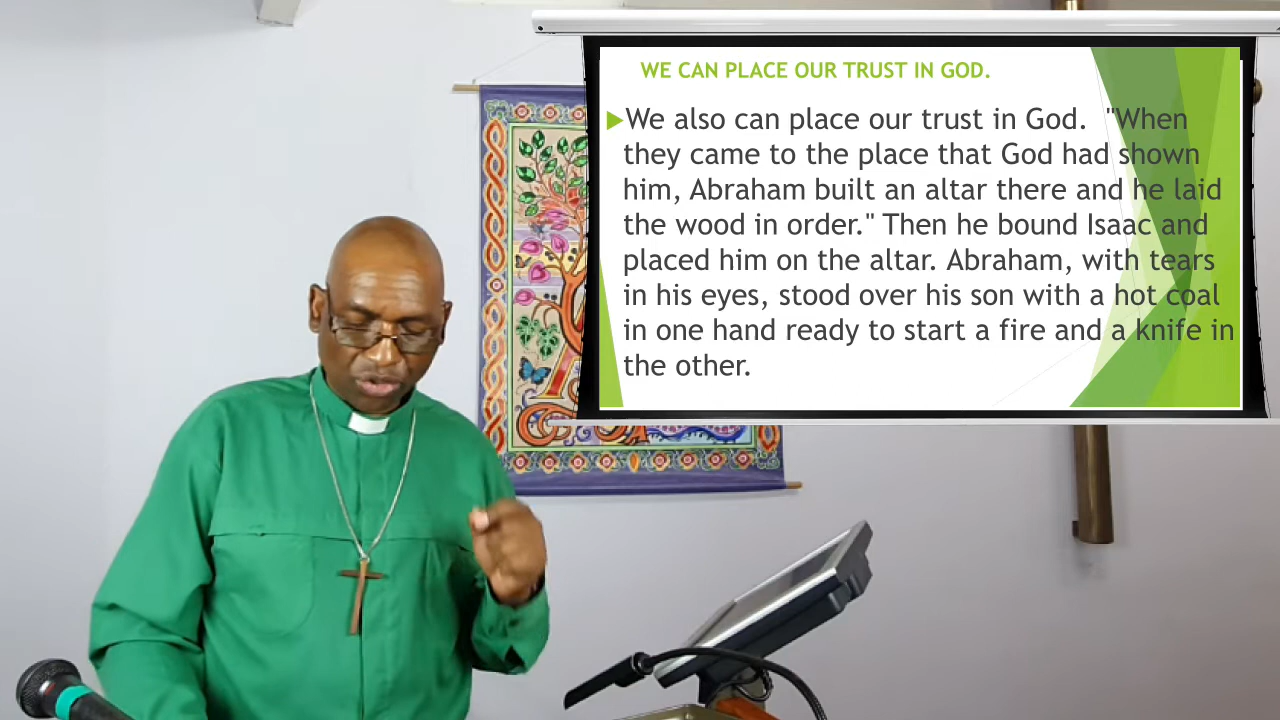 WE CAN PLACE OUR TRUST IN GOD.
We also can place our trust in God. "When
they came to the place that God had shown
him, Abraham built an altar there and he laid
the wood in order." Then he bound Isaac and
placed him on the altar. Abraham, with tears
in his eyes, stood over his son with a hot coal
in one hand ready to start a fire and a knife in
the other.